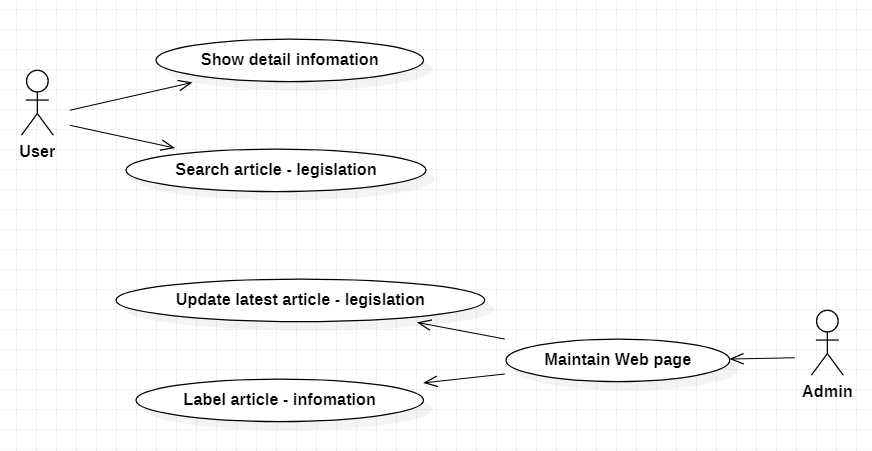 Show detail infomation
User
Search article - legislation
Update latest article - legislation
Maintain Web page
Admin
Label article - infomation